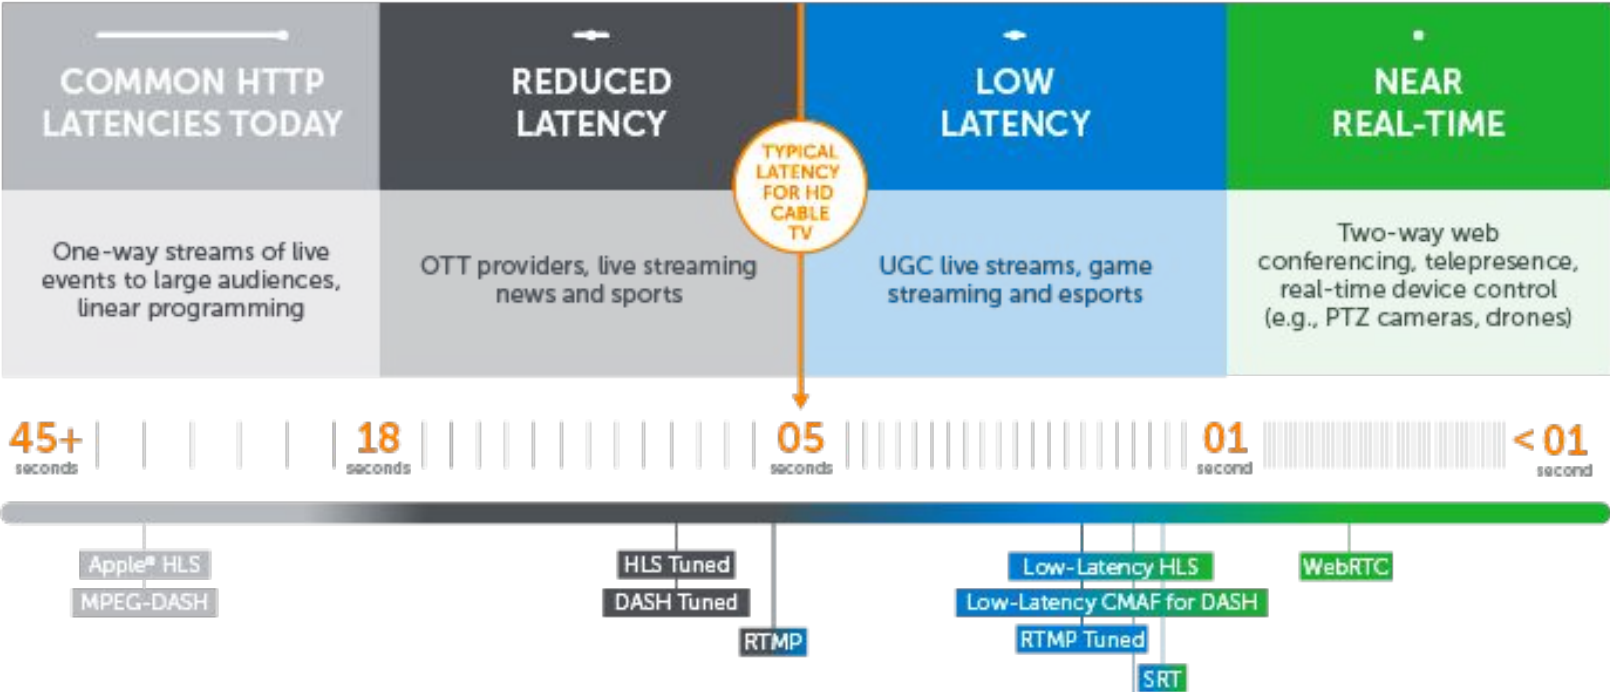 COMMON HTTP
LATENCIES TODAY
REDUCED
LATENCY
LOW
LATENCY
NEAR
REAL-TIME
TYPICAL
LATENCY
FOR HD
CABLE
TV
One-way streams of live
events to large audiences,
linear programming
OTT providers, live streaming
news and sports
UGC live streams, game
streaming and esports
Two-way web
conferencing, telepresence,
real-time device control
(e.g., PTZ cameras, drones)
45+
seconds
18
seconds
05
seconds
01
second
< 01
second
Apple® HLS
MPEG-DASH
HLS Tuned
DASH Tuned
RTMP
Low-Latency HLS
Low-Latency CMAF for DASH
RTMP Tuned
SRT
WebRTC